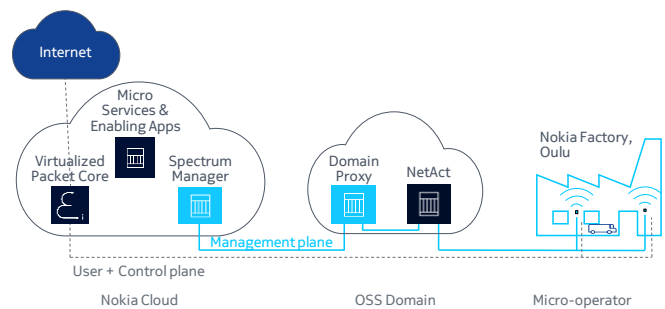 Internet
Micro
Services &
Enabling Apps
Virtualized
Packet Core
Spectrum
Manager
Domain
Proxy
NetAct
Nokia Factory,
Oulu
Management plane
User + Control plane
Nokia Cloud
OSS Domain
Micro-operator